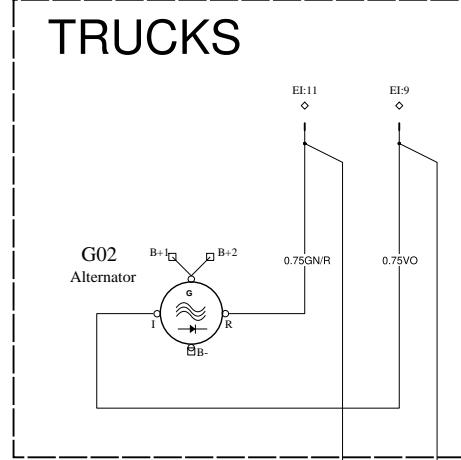 TRUCKS
EI:11
EI:9
G02
Alternator
B+1
B+2
0.75GN/R
0.75VO
G
I
R
B-